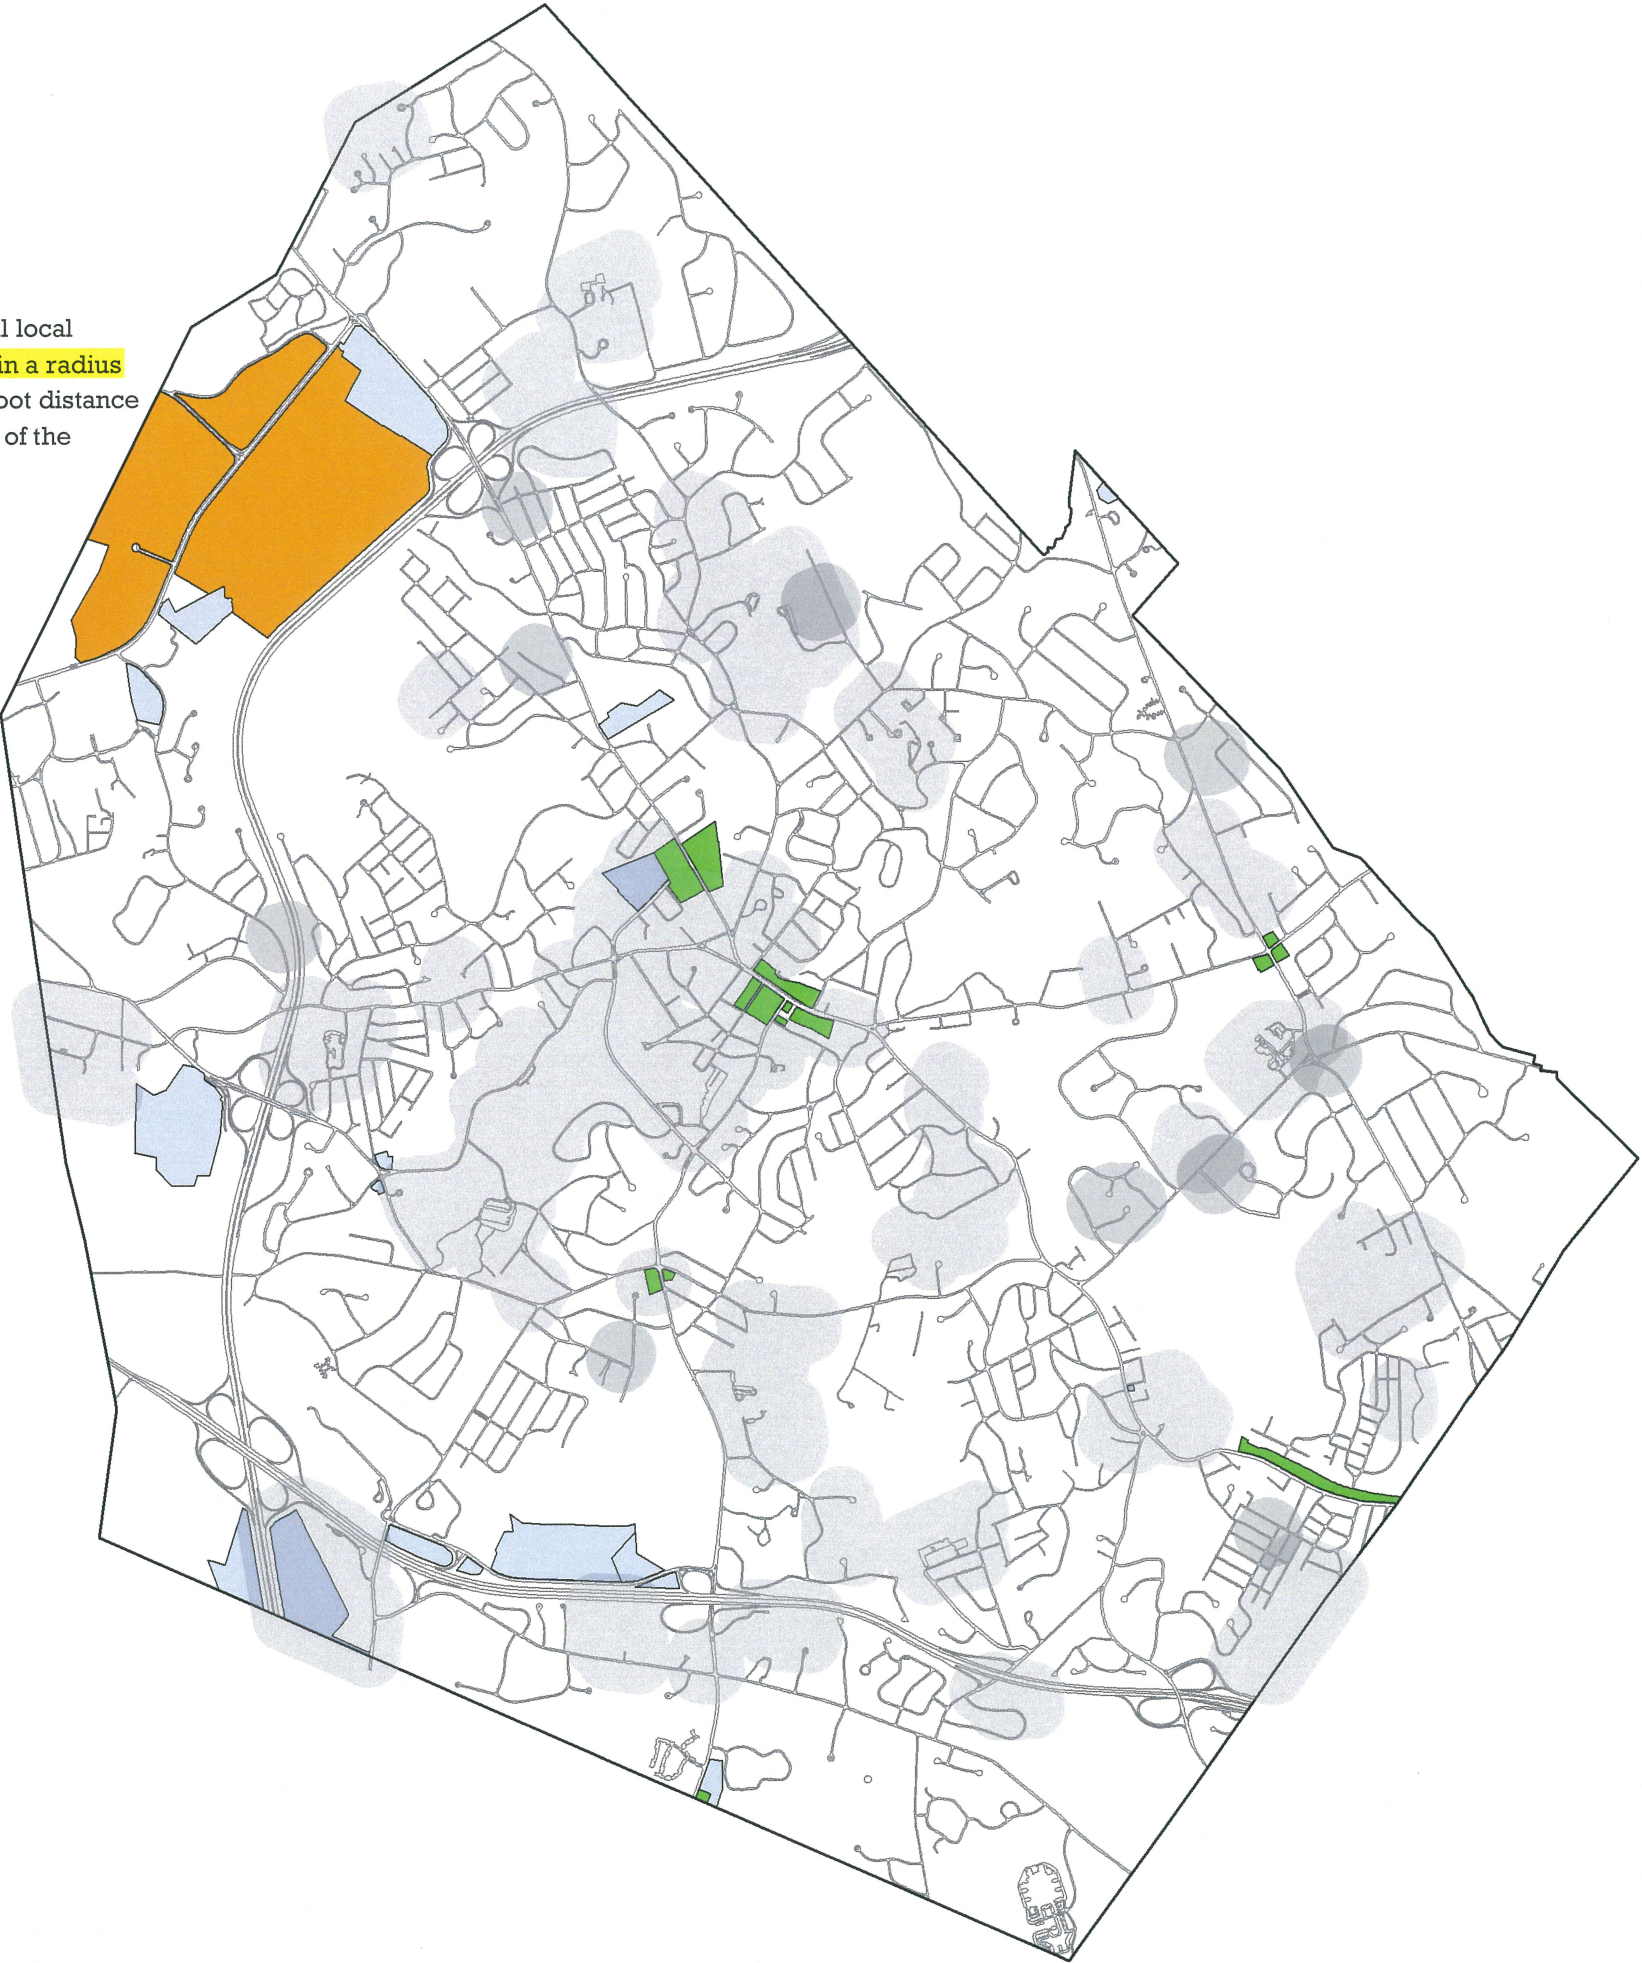 l local
in a radius
oot distance
of the